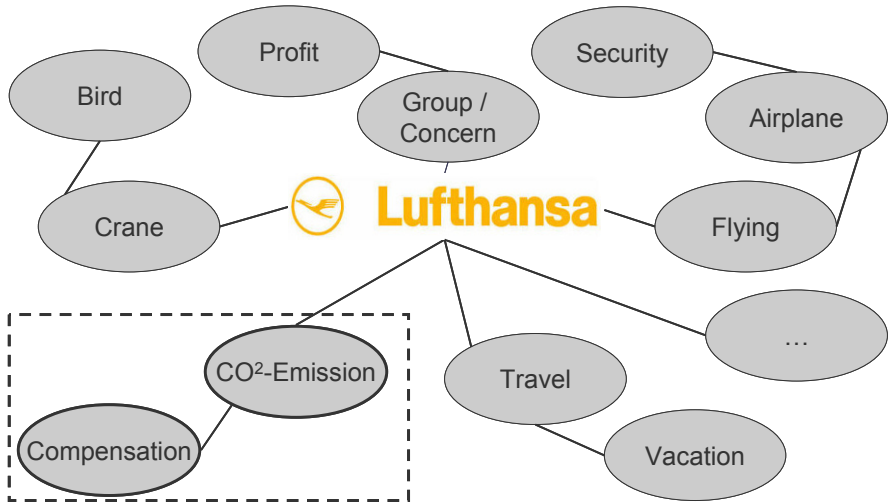 Profit
Security
Bird
Group /
Concern
Airplane
Lufthansa
Crane
Flying
...
CO²-Emission
Travel
Compensation
Vacation